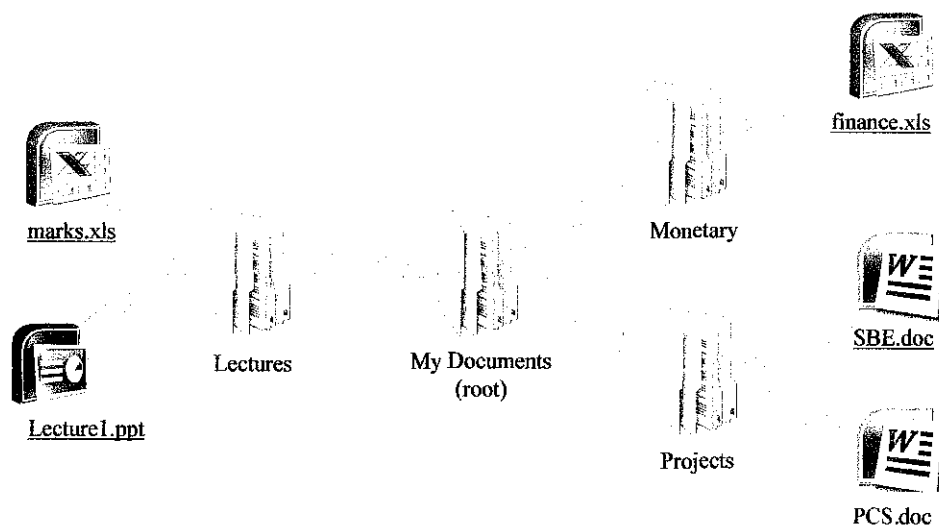 finance.xls
marks.xls
Monetary
SBE.doc
Lectures
My Documents
(root)
Lecture1.ppt
Projects
PCS.doc